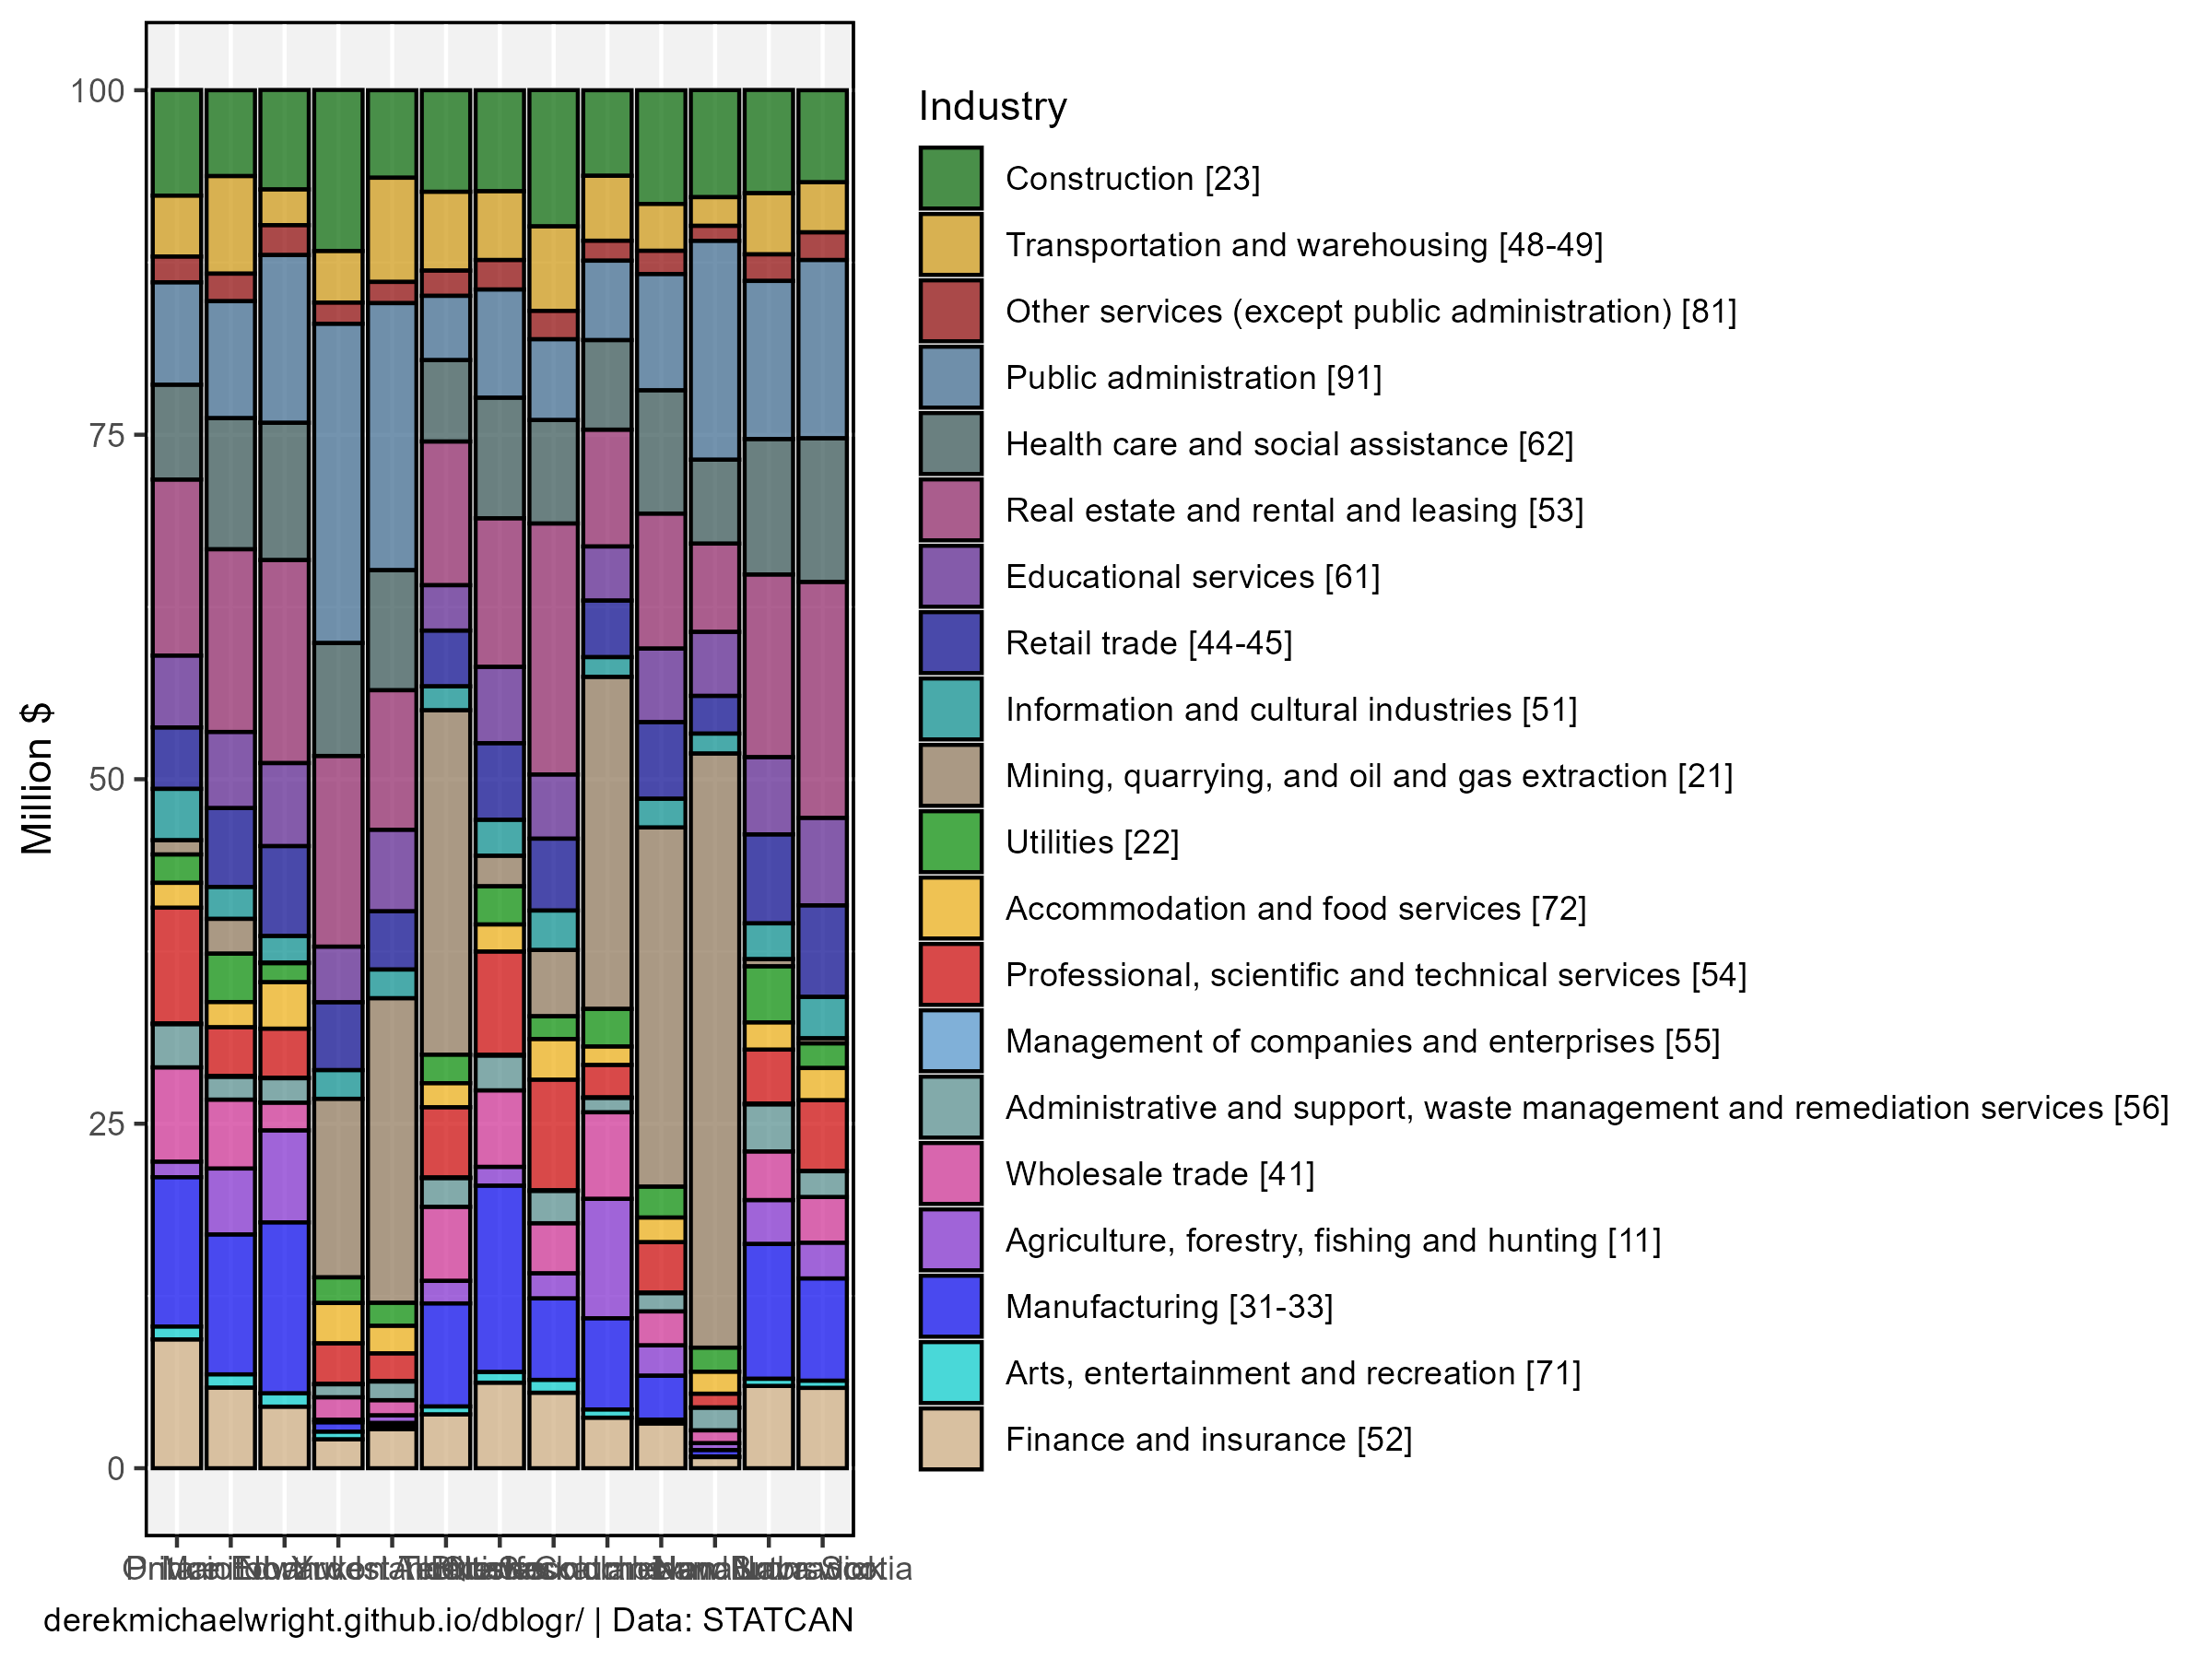 100
75
50
25
0
Million $
Industry
Construction [23]
Transportation and warehousing [48-49]
Other services (except public administration) [81]
Public administration [91]
Health care and social assistance [62]
Real estate and rental and leasing [53]
Educational services [61]
Retail trade [44-45]
Information and cultural industries [51]
Mining, quarrying, and oil and gas extraction [21]
Utilities [22]
Accommodation and food services [72]
Professional, scientific and technical services [54]
Management of companies and enterprises [55]
Administrative and support, waste management and remediation services [56]
Wholesale trade [41]
Agriculture, forestry, fishing and hunting [11]
Manufacturing [31-33]
Arts, entertainment and recreation [71]
Finance and insurance [52]
derekmichaelwright.github.io/dblogr/ | Data: STATCAN